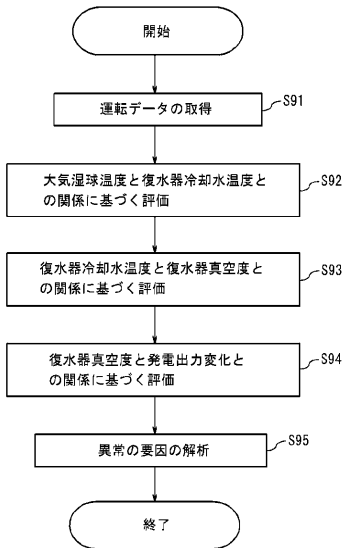 開始
運転データの取得
S91
大気湿球温度と復水器冷却水温度と
の関係に基づく評価
S92
復水器冷却水温度と復水器真空度と
の関係に基づく評価
S93
復水器真空度と発電出力変化と
の関係に基づく評価
S94
異常の要因の解析
S95
終了